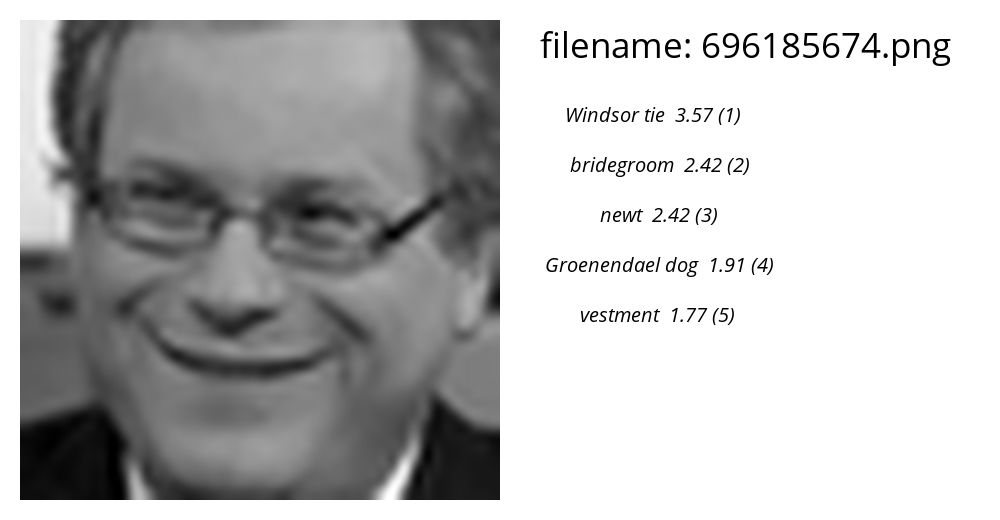 filename: 696185674.png
Windsor tie 3.57 (1)
bridegroom 2.42 (2)
newt 2.42 (3)
Groenendael dog 1.91 (4)
vestment 1.77 (5)